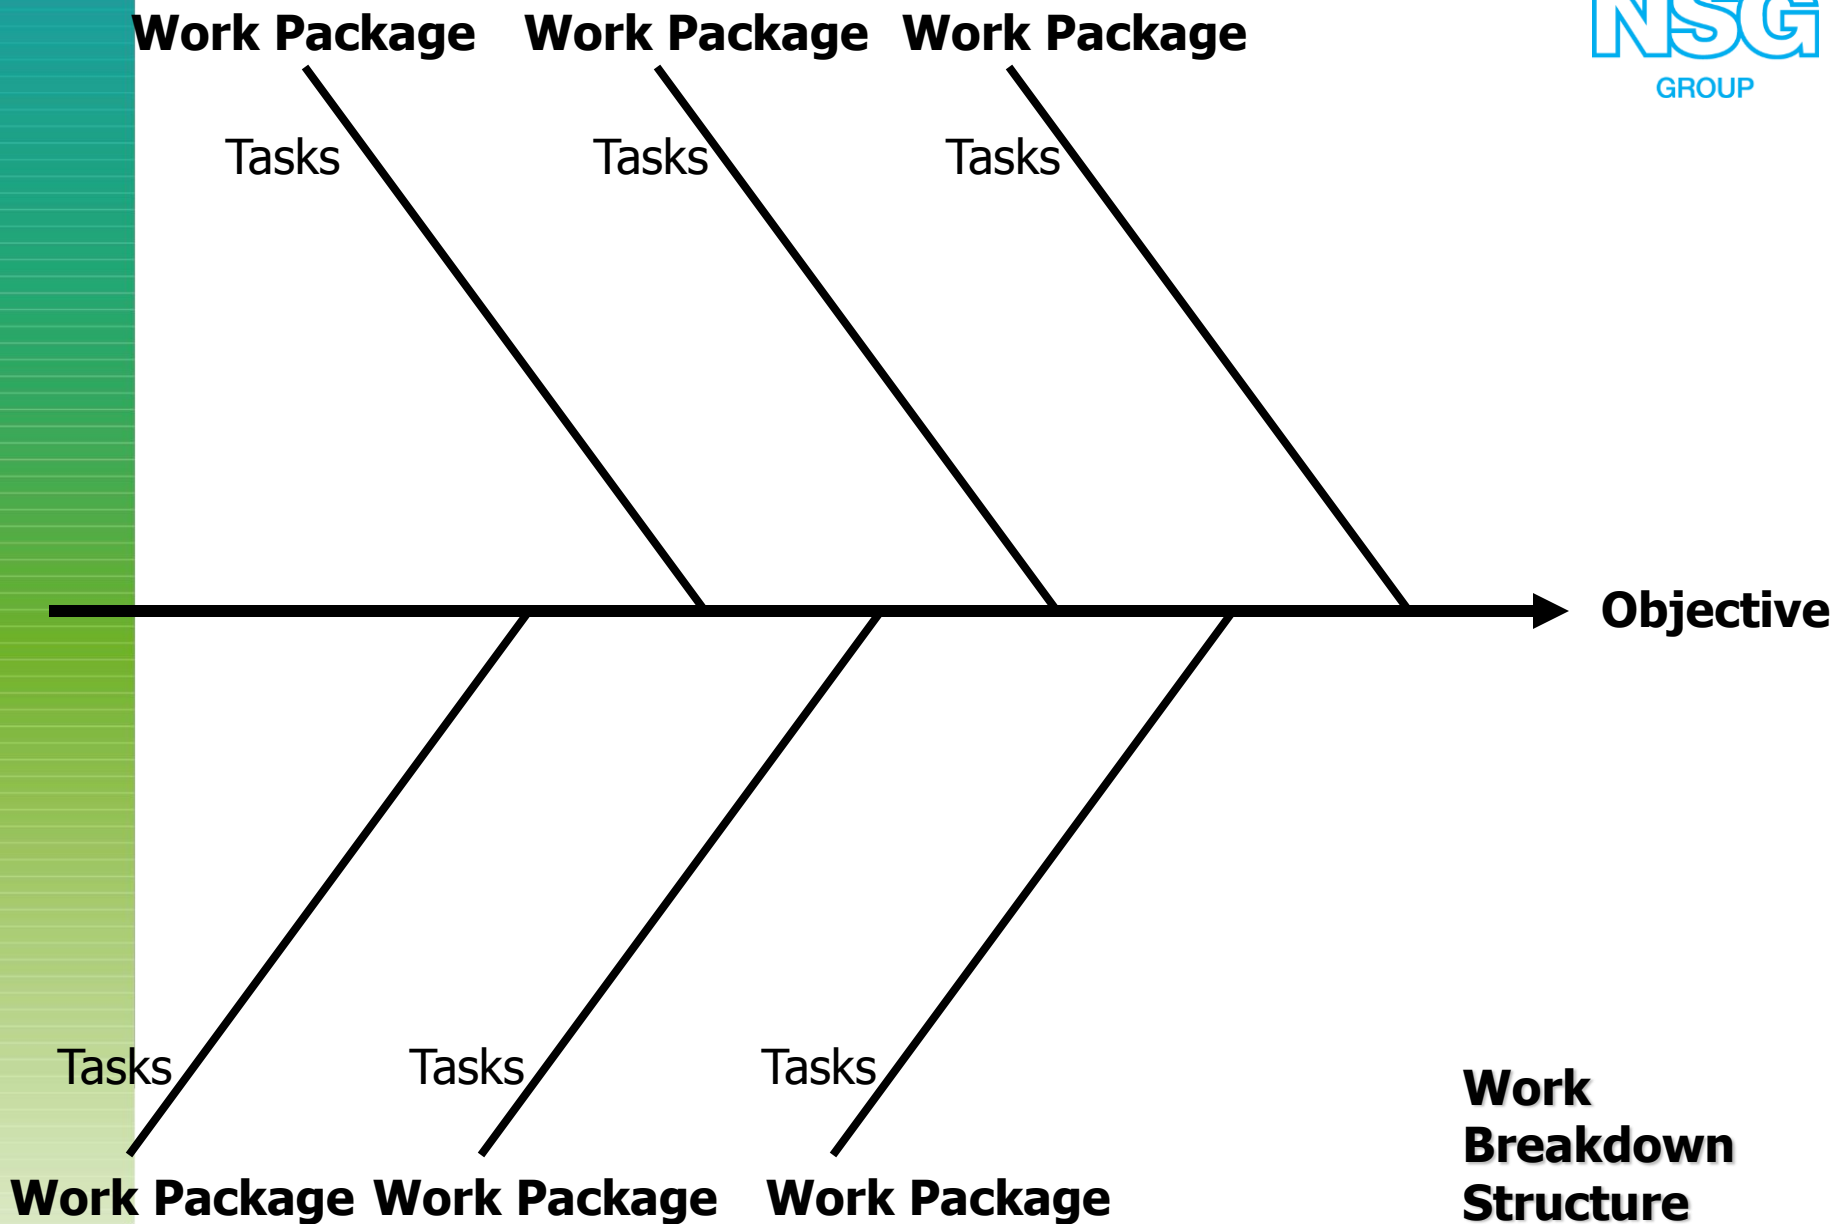 Work Package Work Package Work Package
NSG
GROUP
Tasks Tasks Tasks
Objective
Tasks Tasks Tasks
Work Package Work Package Work Package
Work
Breakdown
Structure